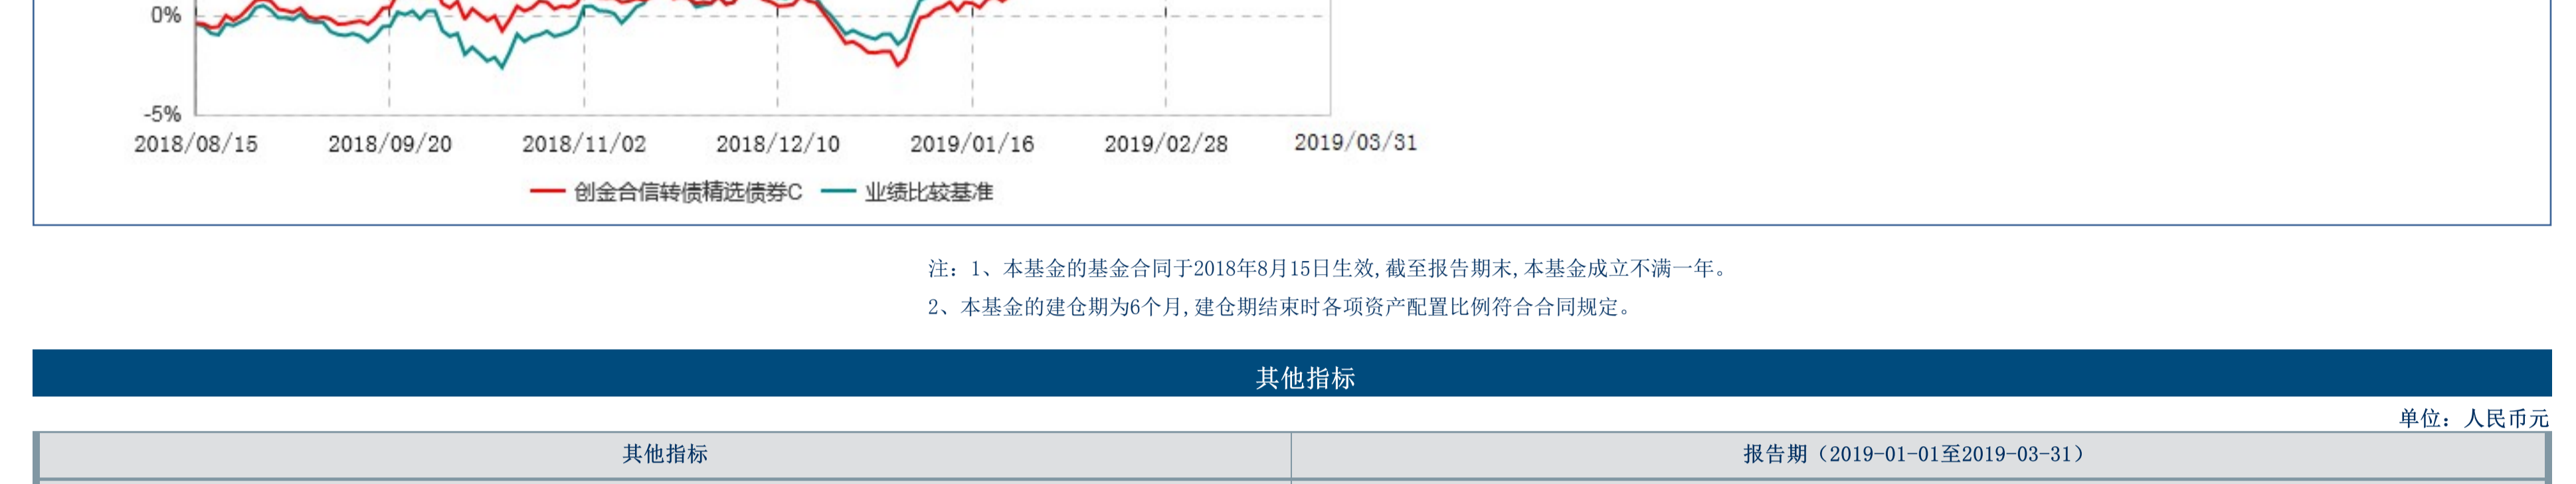 0%
-5%
2018/08/15 2018/09/20 2018/11/02 2018/12/10 2019/01/16 2019/02/28 2019/03/31
创金合信转债精选债券C 业绩比较基准
注：1、本基金的基金合同于2018年8月15日生效,截至报告期末,本基金成立不满一年。
2、本基金的建仓期为6个月,建仓期结束时各项资产配置比例符合合同规定。
其他指标
单位：人民币元
其他指标 报告期（2019-01-01至2019-03-31）